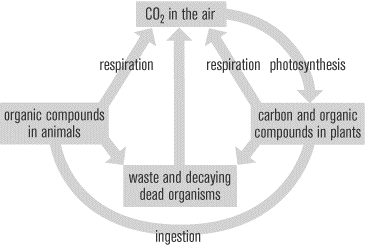 CO₂ in the air
respiration
respiration
photosynthesis
organic compounds
in animals
carbon and organic
compounds in plants
waste and decaying
dead organisms
ingestion